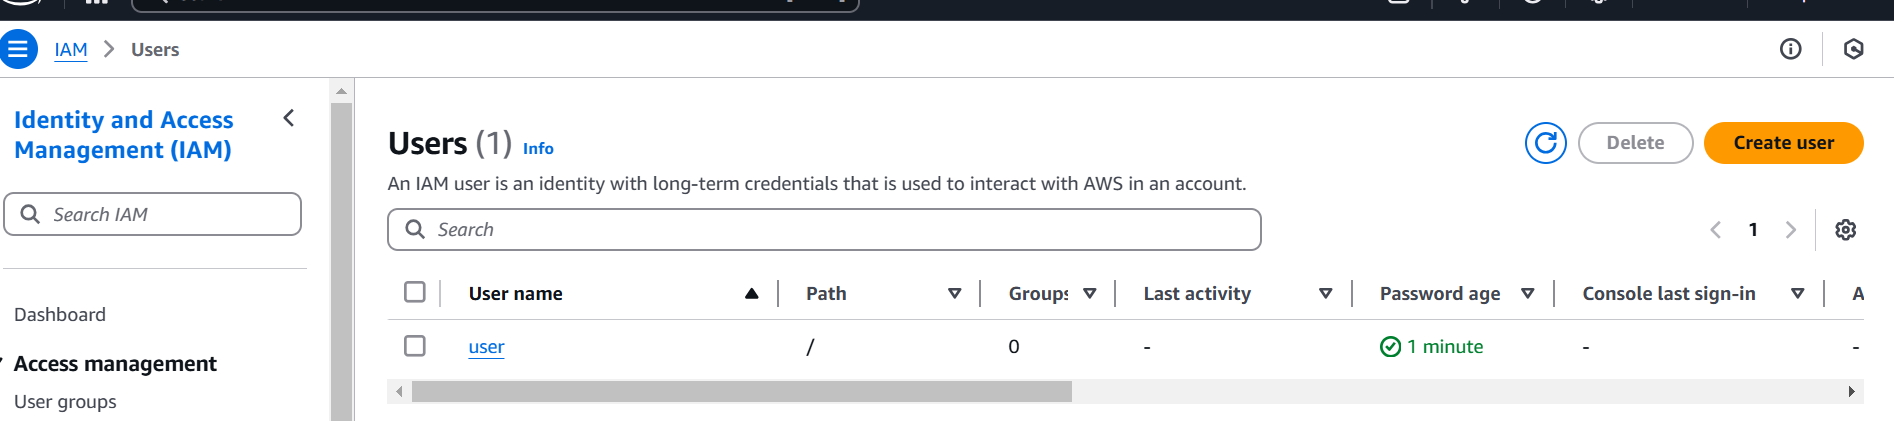 IAM > Users
Identity and Access
Management (IAM)
Search IAM
Dashboard
Access management
User groups
Users (1) Info
Delete
Create user
An IAM user is an identity with long-term credentials that is used to interact with AWS in an account.
Search
1
User name Path Groups Last activity Password age Console last sign-in A
user / 0 - 1 minute - -